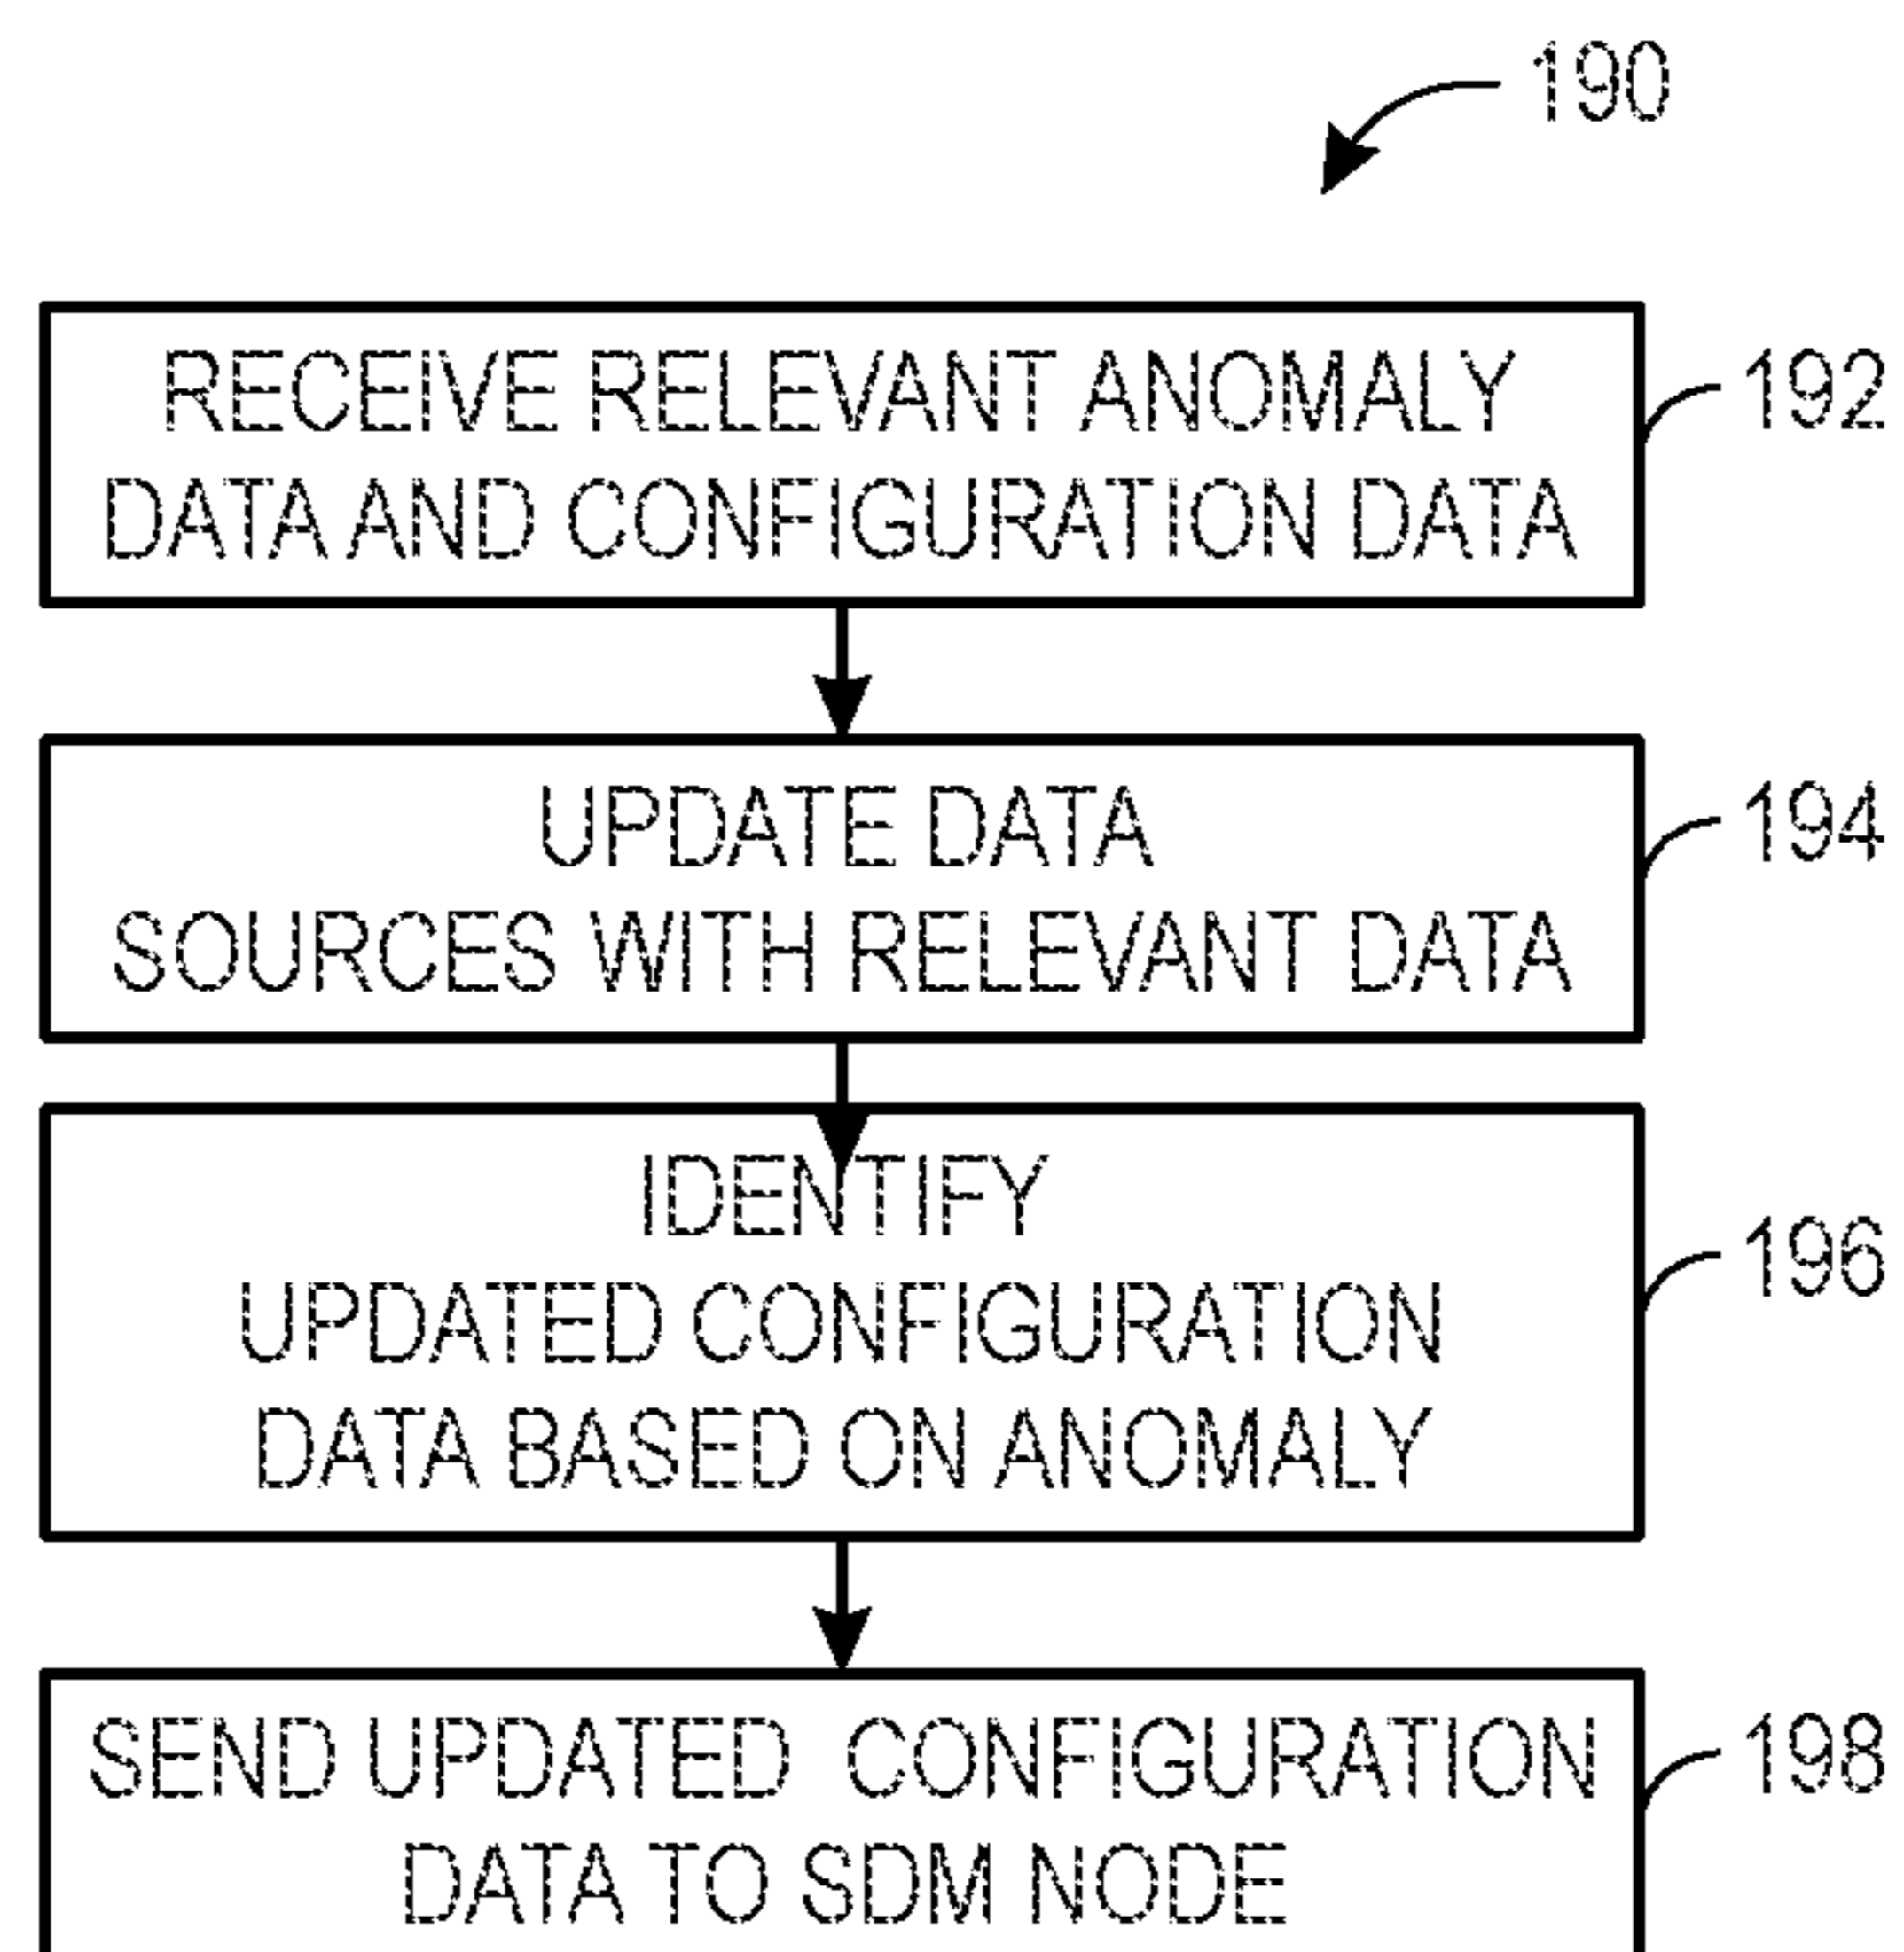 190
RECEIVE RELEVANT ANOMALY
DATA AND CONFIGURATION DATA
192
UPDATE DATA
SOURCES WITH RELEVANT DATA
194
IDENTIFY
UPDATED CONFIGURATION
DATA BASED ON ANOMALY
196
SEND UPDATED CONFIGURATION
DATA TO SDM NODE
198